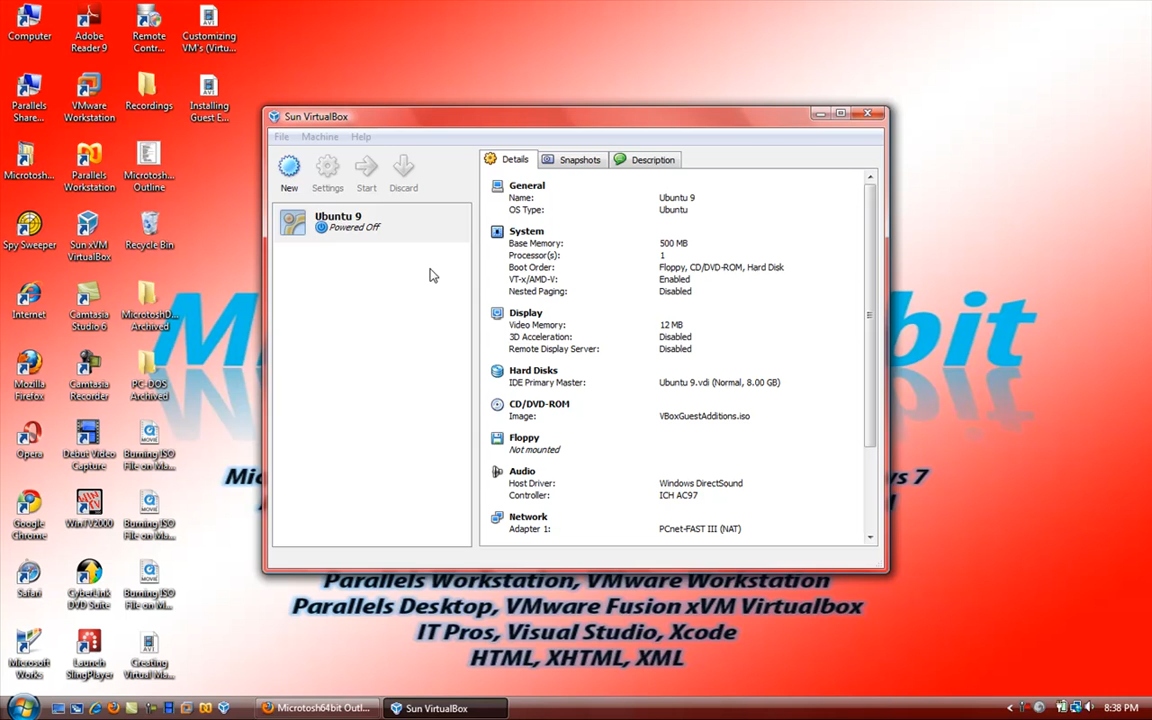 Computer
Adobe
Reader 9
Remote
Contr...
Customizing
VM's (Virtu...
Parallels
Share...
VMware
Workstation
Recordings
Installing
Guest E...
Microtosh...
Parallels
Workstation
Microtosh...
Outline
Spy Sweeper
Sun xVM
VirtualBox
Recycle Bin
Internet
Camtasia
Studio 6
MicrotoshD...
Archived
Mozilla
Firefox
Camtasia
Recorder
PC-DOS
Archived
Opera
Debut Video
Capture
Burning ISO
File on Ma...
Google
Chrome
WinTV2000
Burning ISO
File on Ma...
Safari
CyberLink
DVD Suite
Burning ISO
File on M...
Microsoft
Works
Launch
SlingPlayer
Creating
Virtual Ma...
Sun VirtualBox
File Machine Help
New Settings Start Discard
Ubuntu 9
Powered Off
Details Snapshots Description
General
Name: Ubuntu 9
OS Type: Ubuntu
System
Base Memory: 500 MB
Processor(s): 1
Boot Order: Floppy, CD/DVD-ROM, Hard Disk
VT-x/AMD-V: Enabled
Nested Paging: Disabled
Display
Video Memory: 12 MB
3D Acceleration: Disabled
Remote Display Server: Disabled
Hard Disks
IDE Primary Master: Ubuntu 9.vdi (Normal, 8.00 GB)
CD/DVD-ROM
Image: VBoxGuestAdditions.iso
Floppy
Not mounted
Audio
Host Driver: Windows DirectSound
Controller: ICH AC97
Network
Adapter 1: PCnet-FAST III (NAT)
M bit
Mic s 7
Parallels Workstation, VMware Workstation
Parallels Desktop, VMware Fusion xVM Virtualbox
IT Pros, Visual Studio, Xcode
HTML, XHTML, XML
Microtosh64bit Outl...
Sun VirtualBox
8:38 PM